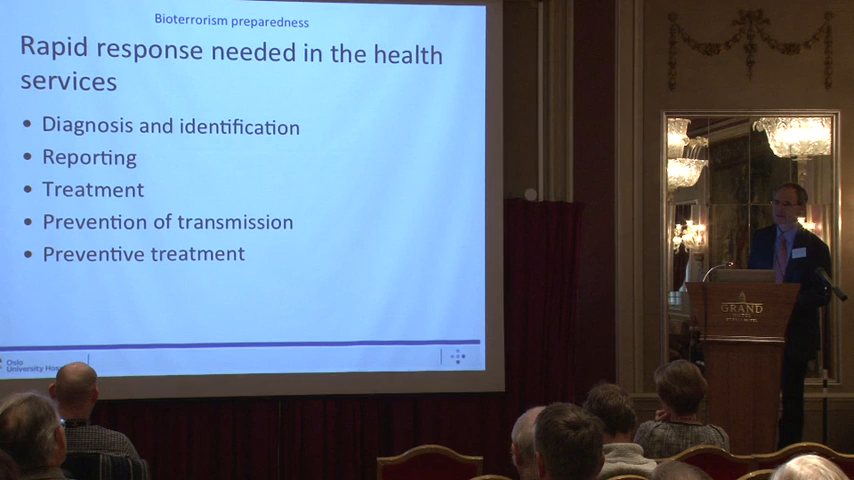 Bioterrorism preparedness
Rapid response needed in the health
services
• Diagnosis and identification
• Reporting
• Treatment
• Prevention of transmission
• Preventive treatment
Oslo
University
GRAND